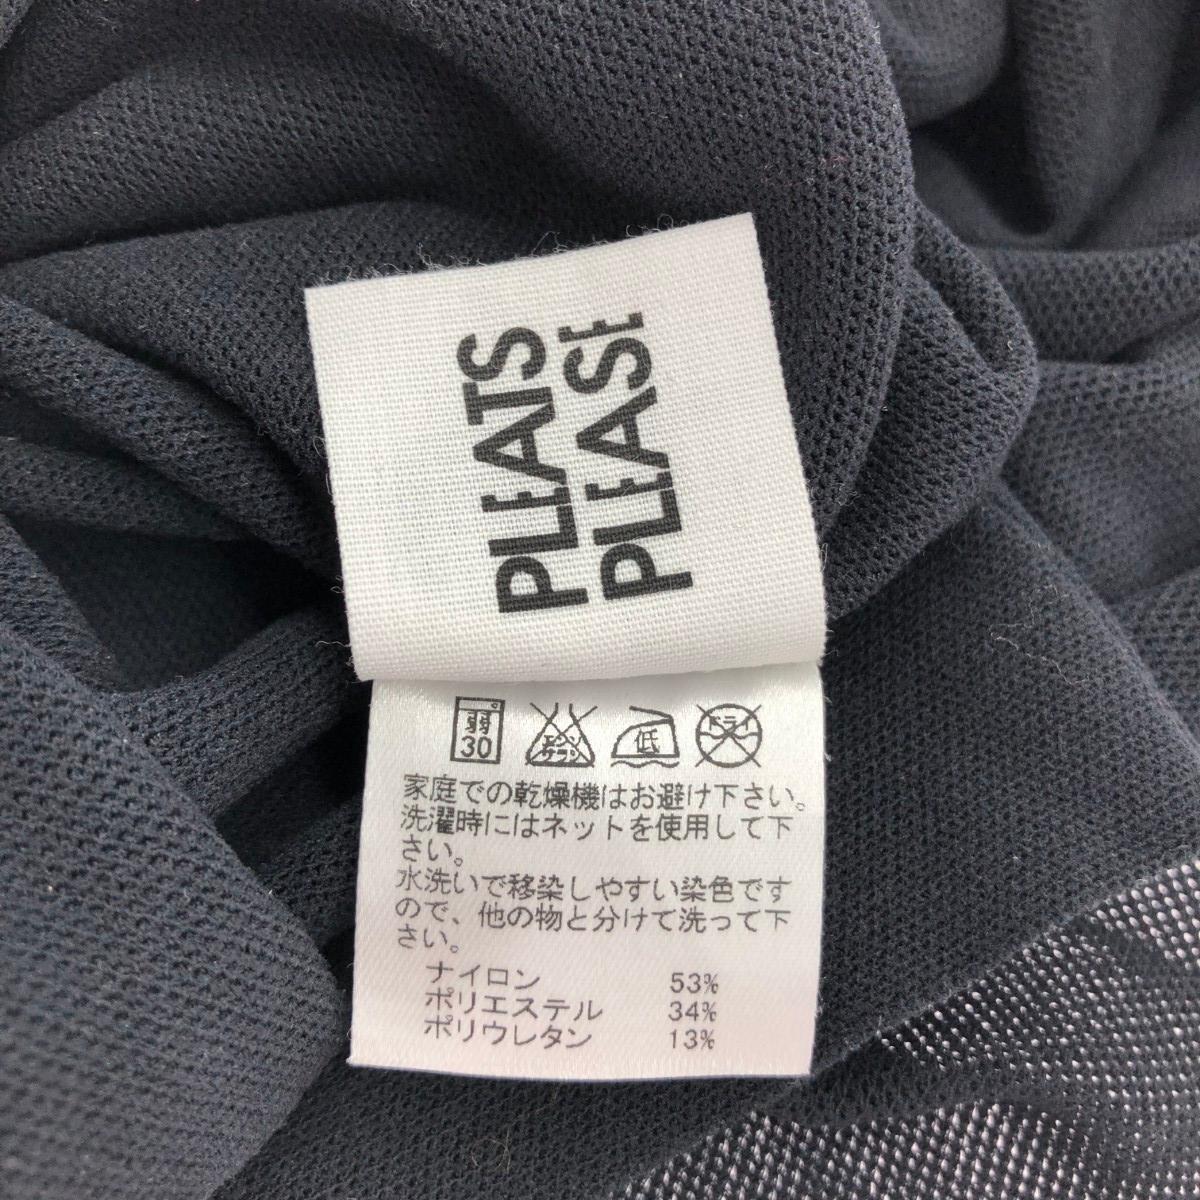 PLEATS
PLEASE
弱 30 エンソ サラシ 低 ドライ
家庭での乾燥機はお避け下さい。
洗濯時にはネットを使用して下
さい。
水洗いで移染しやすい染色です
ので、他の物と分けて洗って下
さい。
ナイロン 53%
ポリエステル 34%
ポリウレタン 13%